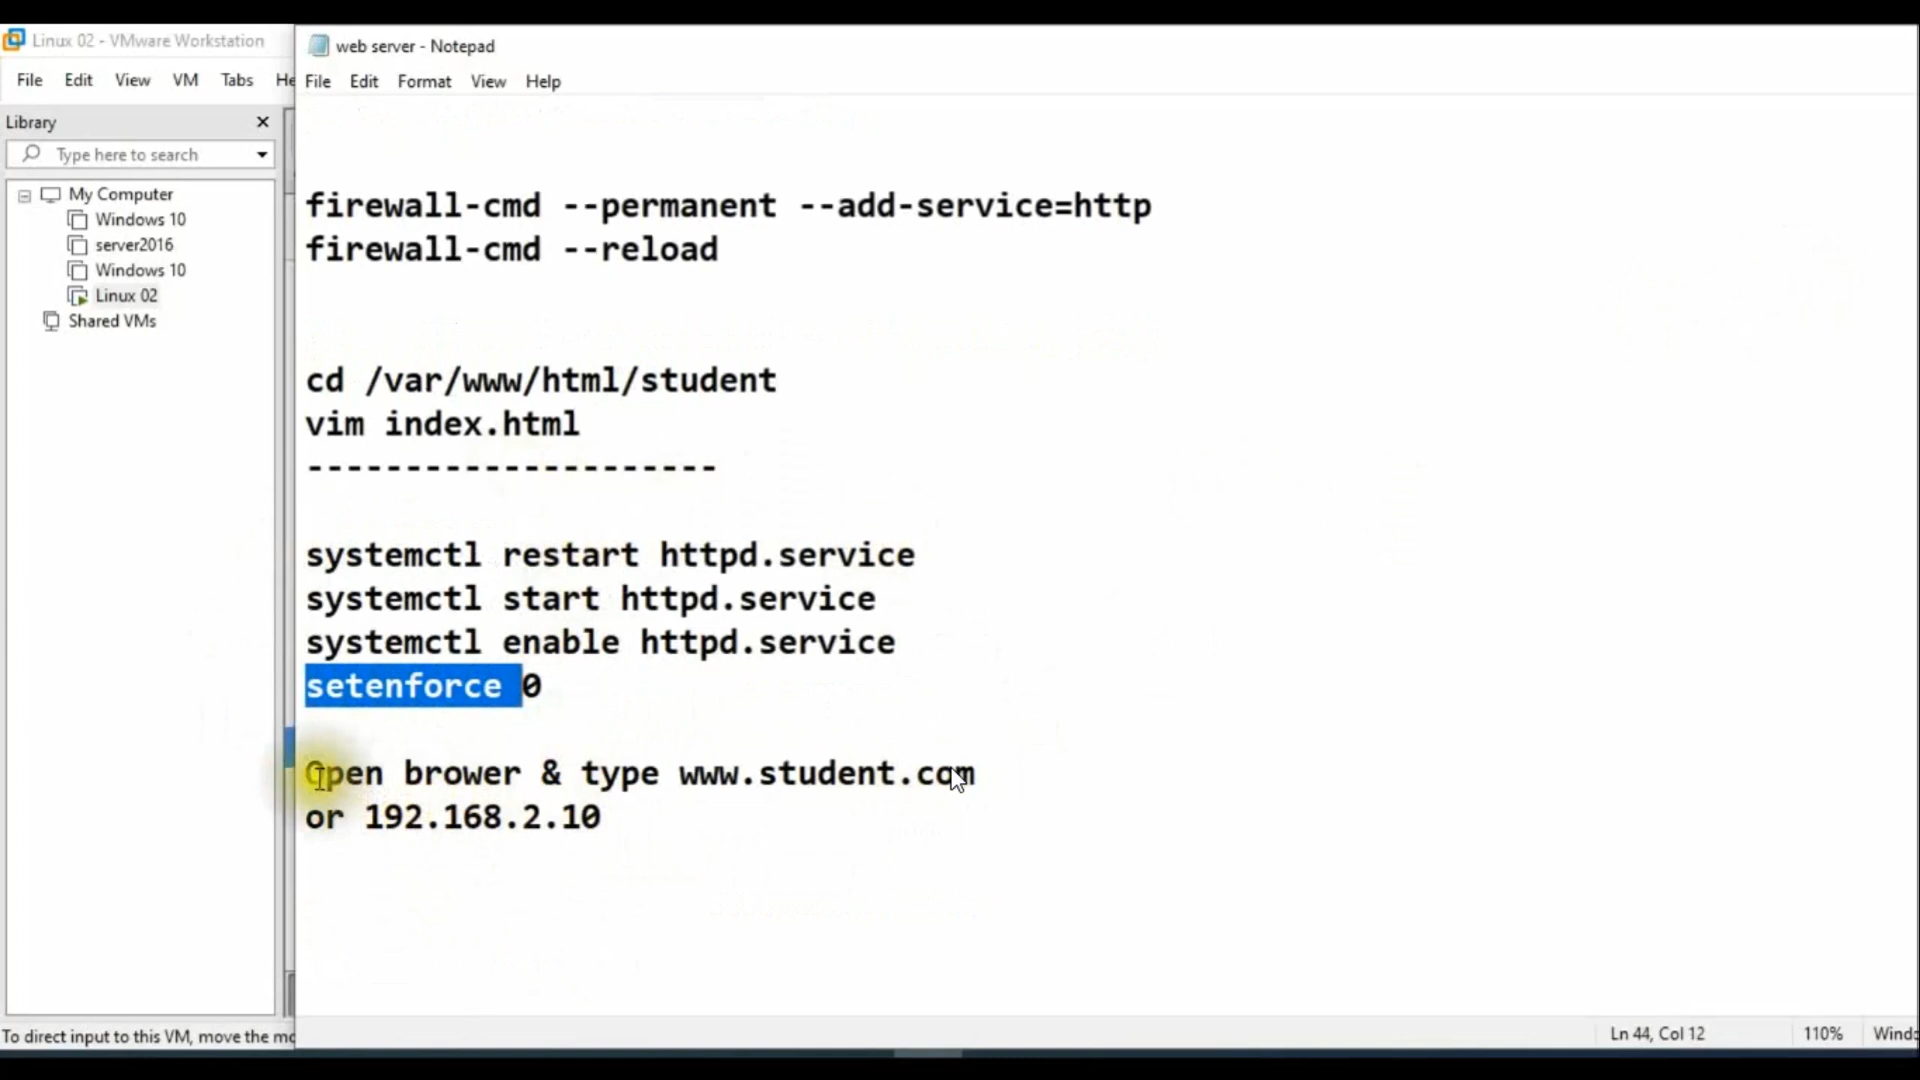 Linux 02 - VMware Workstation
File Edit View VM Tabs He
Library
Type here to search
My Computer
Windows 10
server2016
Windows 10
Linux 02
Shared VMs
To direct input to this VM, move the mo
web server - Notepad
File Edit Format View Help
firewall-cmd --permanent --add-service=http
firewall-cmd --reload
cd /var/www/html/student
vim index.html
---------------------
systemctl restart httpd.service
systemctl start httpd.service
systemctl enable httpd.service
setenforce 0
Open brower & type www.student.com
or 192.168.2.10
Ln 44, Col 12 110% Windo